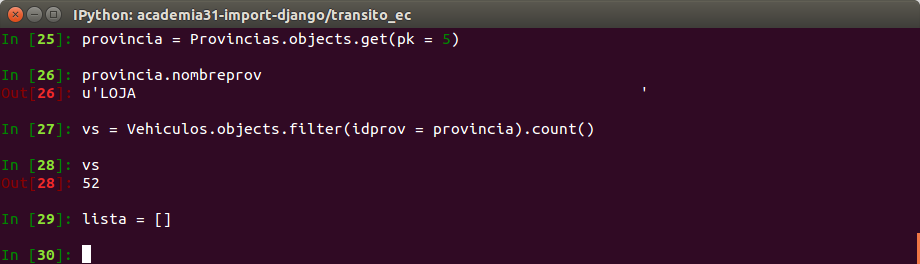 IPython: academia31-import-django/transito_ec
In [25]: provincia = Provincias.objects.get(pk = 5)
In [26]: provincia.nombreprov
Out[26]: u'LOJA                                                        '
In [27]: vs = Vehiculos.objects.filter(idprov = provincia).count()
In [28]: vs
Out[28]: 52
In [29]: lista = []
In [30]: